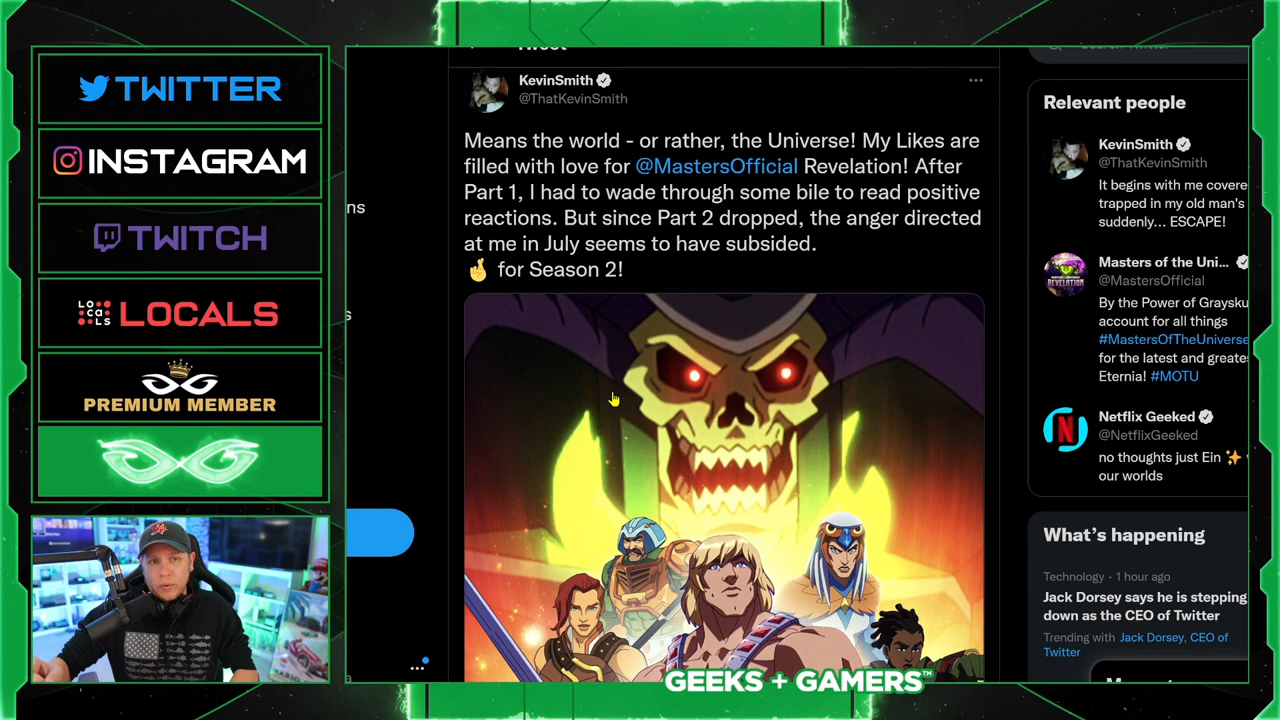 TWITTER
INSTAGRAM
TWITCH
LOCALS
LOCALS
PREMIUM MEMBER
Tweet
KevinSmith
@ThatKevinSmith
Means the world - or rather, the Universe! My Likes are
filled with love for @MastersOfficial Revelation! After
Part 1, I had to wade through some bile to read positive
reactions. But since Part 2 dropped, the anger directed
at me in July seems to have subsided.
🤞 for Season 2!
ns
s
Relevant people
KevinSmith
@ThatKevinSmith
It begins with me covere
trapped in my old man's
suddenly... ESCAPE!
Masters of the Uni...
@MastersOfficial
By the Power of Graysku
account for all things
#MastersOfTheUniverse
for the latest and greate
Eternia! #MOTU
Netflix Geeked
@NetflixGeeked
no thoughts just Ein ✨
our worlds
What's happening
Technology · 1 hour ago
Jack Dorsey says he is stepping
down as the CEO of Twitter
Trending with Jack Dorsey, CEO of
Twitter
GEEKS + GAMERS™